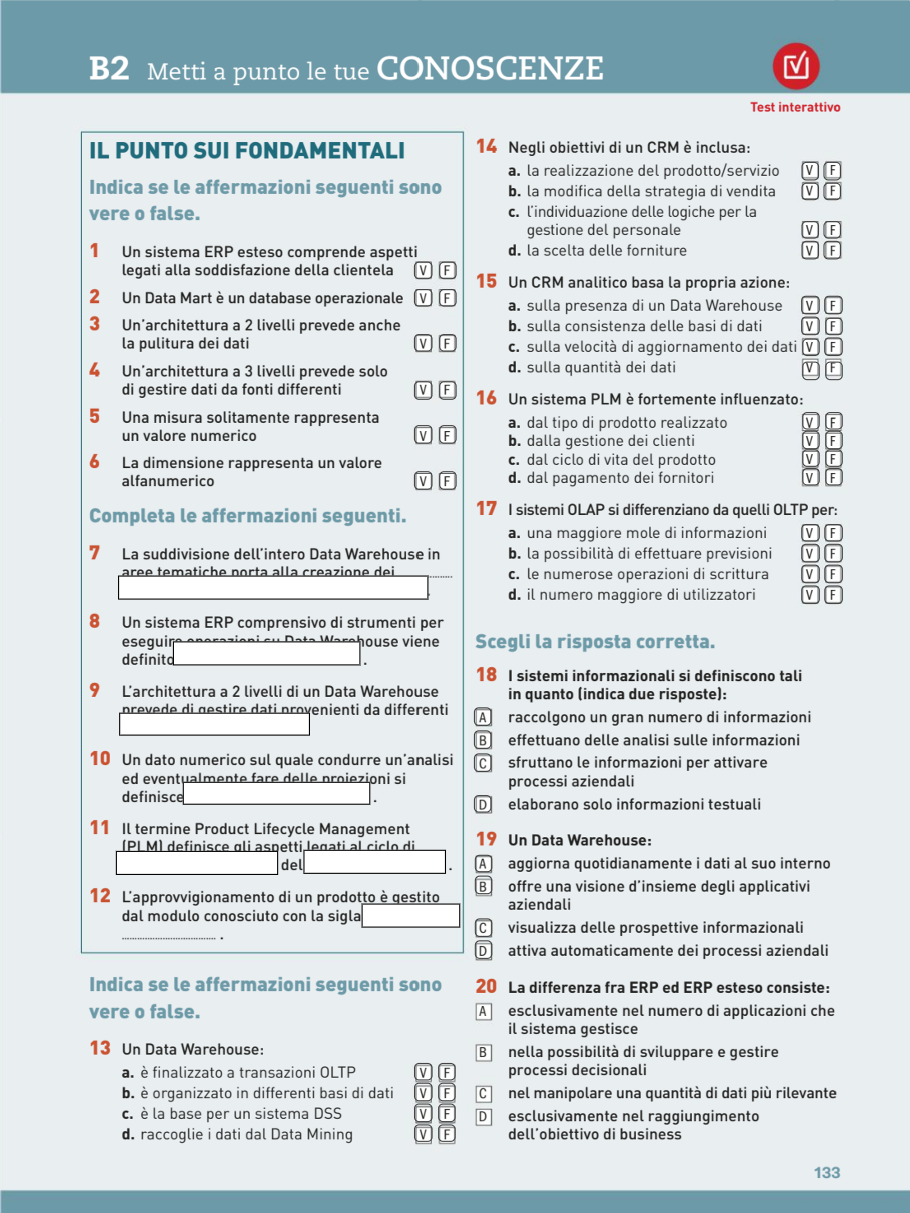 B2 Metti a punto le tue CONOSCENZE
Test interattivo
IL PUNTO SUI FONDAMENTALI
Indica se le affermazioni seguenti sono
vere o false.
1 Un sistema ERP esteso comprende aspetti
legati alla soddisfazione della clientela V F
2 Un Data Mart è un database operazionale V F
3 Un'architettura a 2 livelli prevede anche
la pulitura dei dati V F
4 Un'architettura a 3 livelli prevede solo
di gestire dati da fonti differenti V F
5 Una misura solitamente rappresenta
un valore numerico V F
6 La dimensione rappresenta un valore
alfanumerico V F
Completa le affermazioni seguenti.
7 La suddivisione dell'intero Data Warehouse in
aree tematiche porta alla creazione dei ..........
.
8 Un sistema ERP comprensivo di strumenti per
eseguire operazioni su Data Warehouse viene
definito .
9 L'architettura a 2 livelli di un Data Warehouse
prevede di gestire dati provenienti da differenti
10 Un dato numerico sul quale condurre un'analisi
ed eventualmente fare delle proiezioni si
definisce .
11 Il termine Product Lifecycle Management
(PLM) definisce gli aspetti legati al ciclo di
del .
12 L'approvvigionamento di un prodotto è gestito
dal modulo conosciuto con la sigla
..................................... .
Indica se le affermazioni seguenti sono
vere o false.
13 Un Data Warehouse:
a. è finalizzato a transazioni OLTP V F
b. è organizzato in differenti basi di dati V F
c. è la base per un sistema DSS V F
d. raccoglie i dati dal Data Mining V F
14 Negli obiettivi di un CRM è inclusa:
a. la realizzazione del prodotto/servizio V F
b. la modifica della strategia di vendita V F
c. l'individuazione delle logiche per la
gestione del personale V F
d. la scelta delle forniture V F
15 Un CRM analitico basa la propria azione:
a. sulla presenza di un Data Warehouse V F
b. sulla consistenza delle basi di dati V F
c. sulla velocità di aggiornamento dei dati V F
d. sulla quantità dei dati V F
16 Un sistema PLM è fortemente influenzato:
a. dal tipo di prodotto realizzato V F
b. dalla gestione dei clienti V F
c. dal ciclo di vita del prodotto V F
d. dal pagamento dei fornitori V F
17 I sistemi OLAP si differenziano da quelli OLTP per:
a. una maggiore mole di informazioni V F
b. la possibilità di effettuare previsioni V F
c. le numerose operazioni di scrittura V F
d. il numero maggiore di utilizzatori V F
Scegli la risposta corretta.
18 I sistemi informazionali si definiscono tali
in quanto (indica due risposte):
A raccolgono un gran numero di informazioni
B effettuano delle analisi sulle informazioni
C sfruttano le informazioni per attivare
processi aziendali
D elaborano solo informazioni testuali
19 Un Data Warehouse:
A aggiorna quotidianamente i dati al suo interno
B offre una visione d'insieme degli applicativi
aziendali
C visualizza delle prospettive informazionali
D attiva automaticamente dei processi aziendali
20 La differenza fra ERP ed ERP esteso consiste:
A esclusivamente nel numero di applicazioni che
il sistema gestisce
B nella possibilità di sviluppare e gestire
processi decisionali
C nel manipolare una quantità di dati più rilevante
D esclusivamente nel raggiungimento
dell'obiettivo di business
133